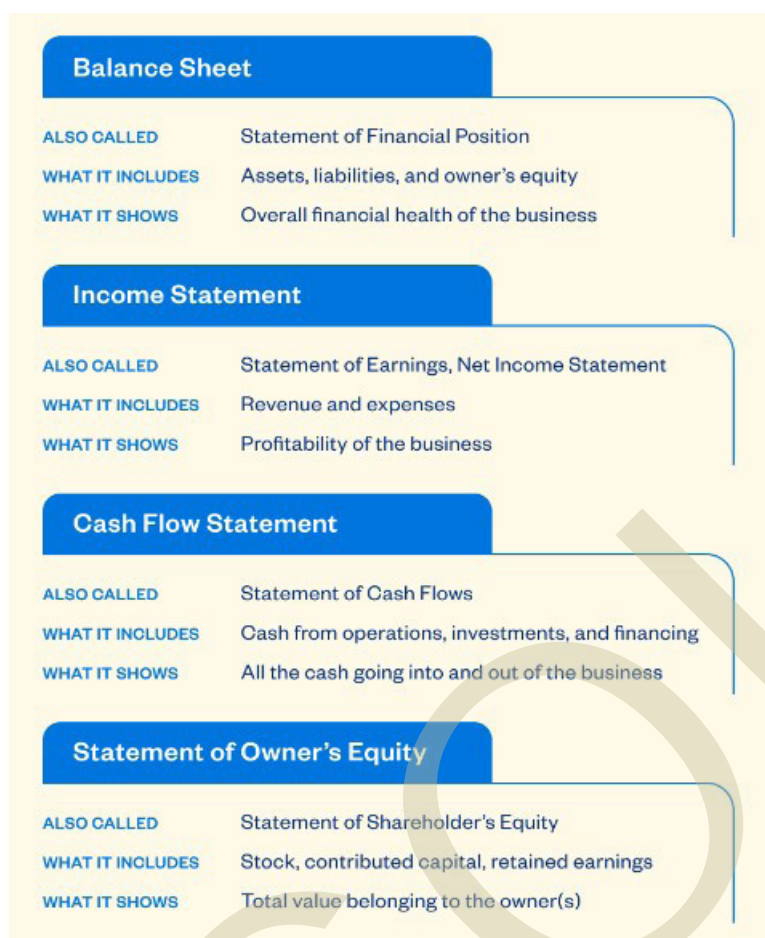 Balance Sheet
ALSO CALLED Statement of Financial Position
WHAT IT INCLUDES Assets, liabilities, and owner’s equity
WHAT IT SHOWS Overall financial health of the business
Income Statement
ALSO CALLED Statement of Earnings, Net Income Statement
WHAT IT INCLUDES Revenue and expenses
WHAT IT SHOWS Profitability of the business
Cash Flow Statement
ALSO CALLED Statement of Cash Flows
WHAT IT INCLUDES Cash from operations, investments, and financing
WHAT IT SHOWS All the cash going into and out of the business
Statement of Owner’s Equity
ALSO CALLED Statement of Shareholder’s Equity
WHAT IT INCLUDES Stock, contributed capital, retained earnings
WHAT IT SHOWS Total value belonging to the owner(s)